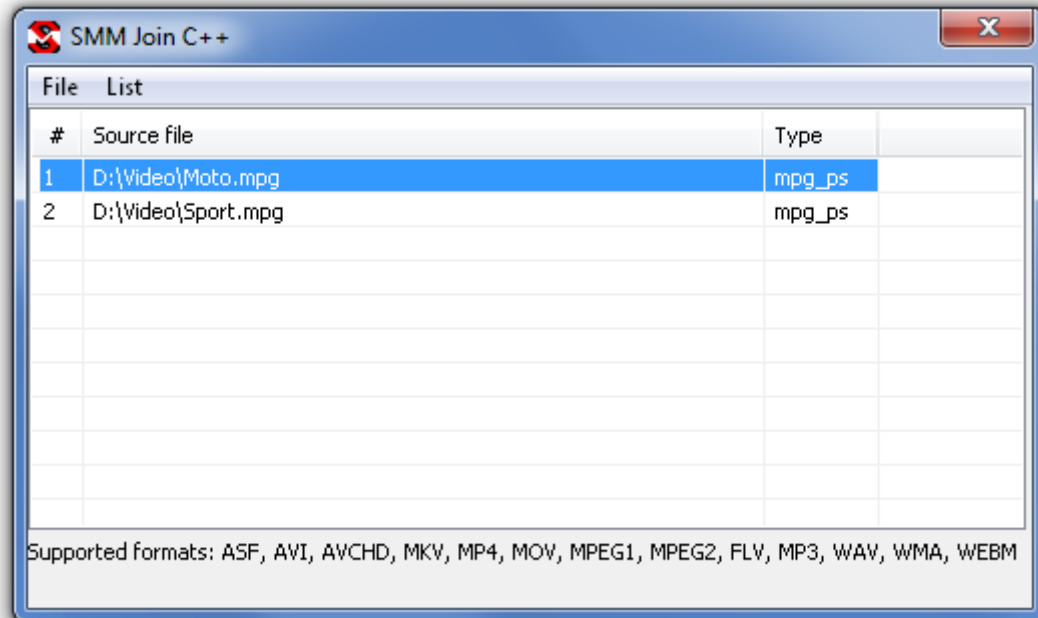 SMM Join C++
File List
# Source file Type
1 D:\Video\Moto.mpg mpg_ps
2 D:\Video\Sport.mpg mpg_ps
Supported formats: ASF, AVI, AVCHD, MKV, MP4, MOV, MPEG1, MPEG2, FLV, MP3, WAV, WMA, WEBM